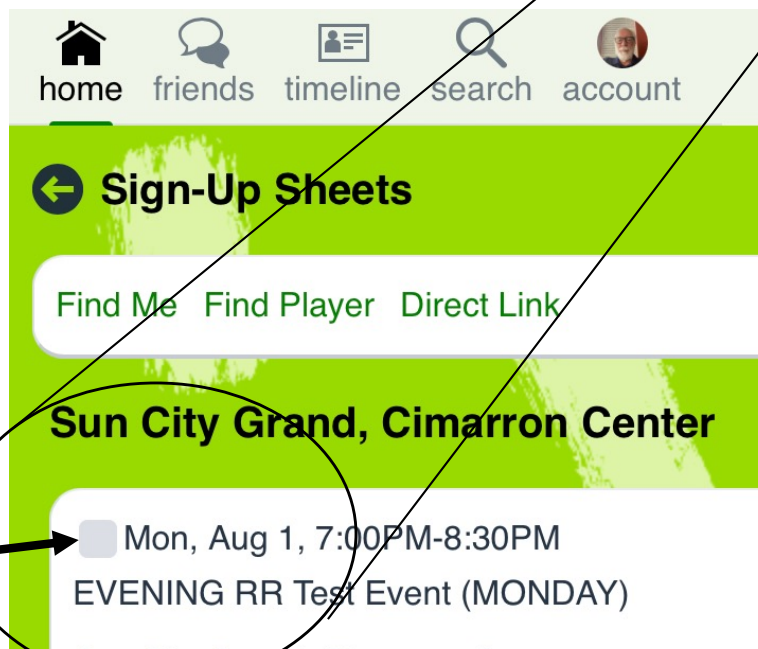 home friends timeline search account
Sign-Up Sheets
Find Me Find Player Direct Link
Sun City Grand, Cimarron Center
Mon, Aug 1, 7:00PM-8:30PM
EVENING RR Test Event (MONDAY)